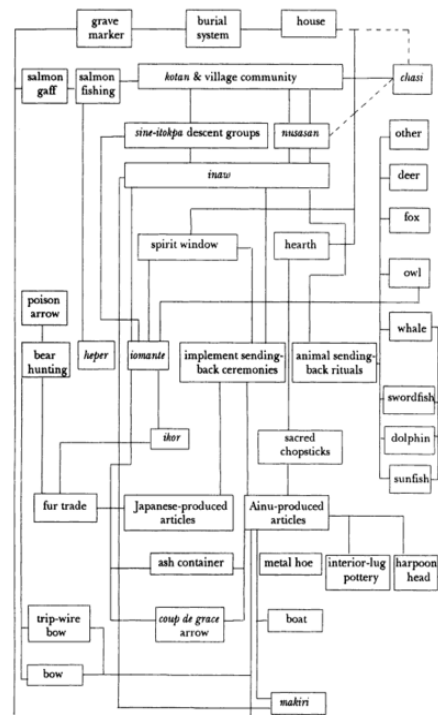 grave
marker
burial
system
house
salmon
gaff
salmon
fishing
kotan & village community
chasi
sine-itokpa descent groups
nusasan
other
inaw
deer
fox
spirit window
hearth
owl
poison
arrow
whale
bear
hunting
heper
iomante
implement sending-
back ceremonies
animal sending-
back rituals
swordfish
ikor
sacred
chopsticks
dolphin
sunfish
fur trade
Japanese-produced
articles
Ainu-produced
articles
ash container
metal hoe
interior-lug
pottery
harpoon
head
trip-wire
bow
coup de grace
arrow
boat
bow
makiri